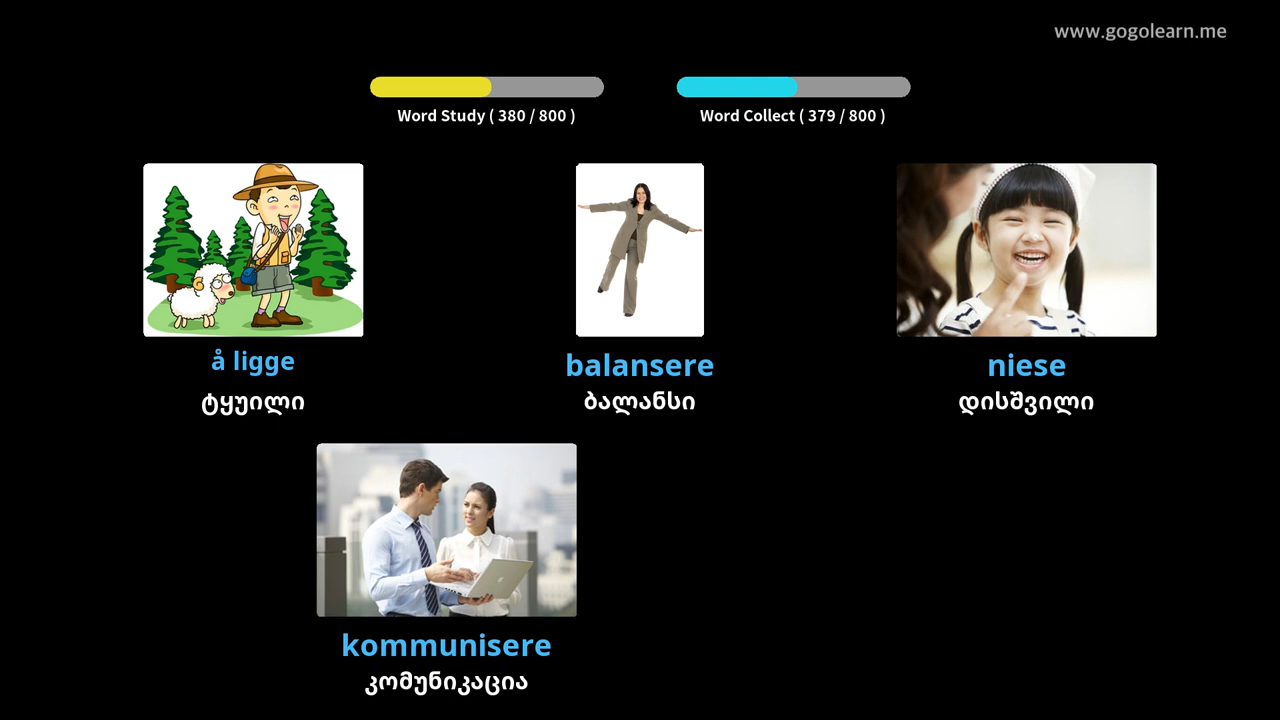 www.gogolearn.me
Word Study ( 380 / 800 )
Word Collect ( 379 / 800 )
å ligge
balansere
niese
ტყუილი
ბალანსი
დისშვილი
kommunisere
კომუნიკაცია